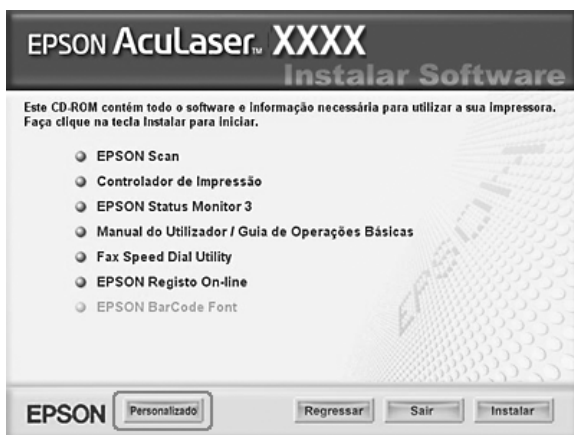 EPSON AcuLaser™ XXXX
Instalar Software
Este CD-ROM contém todo o software e informação necessária para utilizar a sua impressora.
Faça clique na tecla Instalar para iniciar.
EPSON Scan
Controlador de Impressão
EPSON Status Monitor 3
Manual do Utilizador / Guia de Operações Básicas
Fax Speed Dial Utility
EPSON Registo On-line
EPSON BarCode Font
EPSON
EPSON Personalizado Regressar Sair Instalar